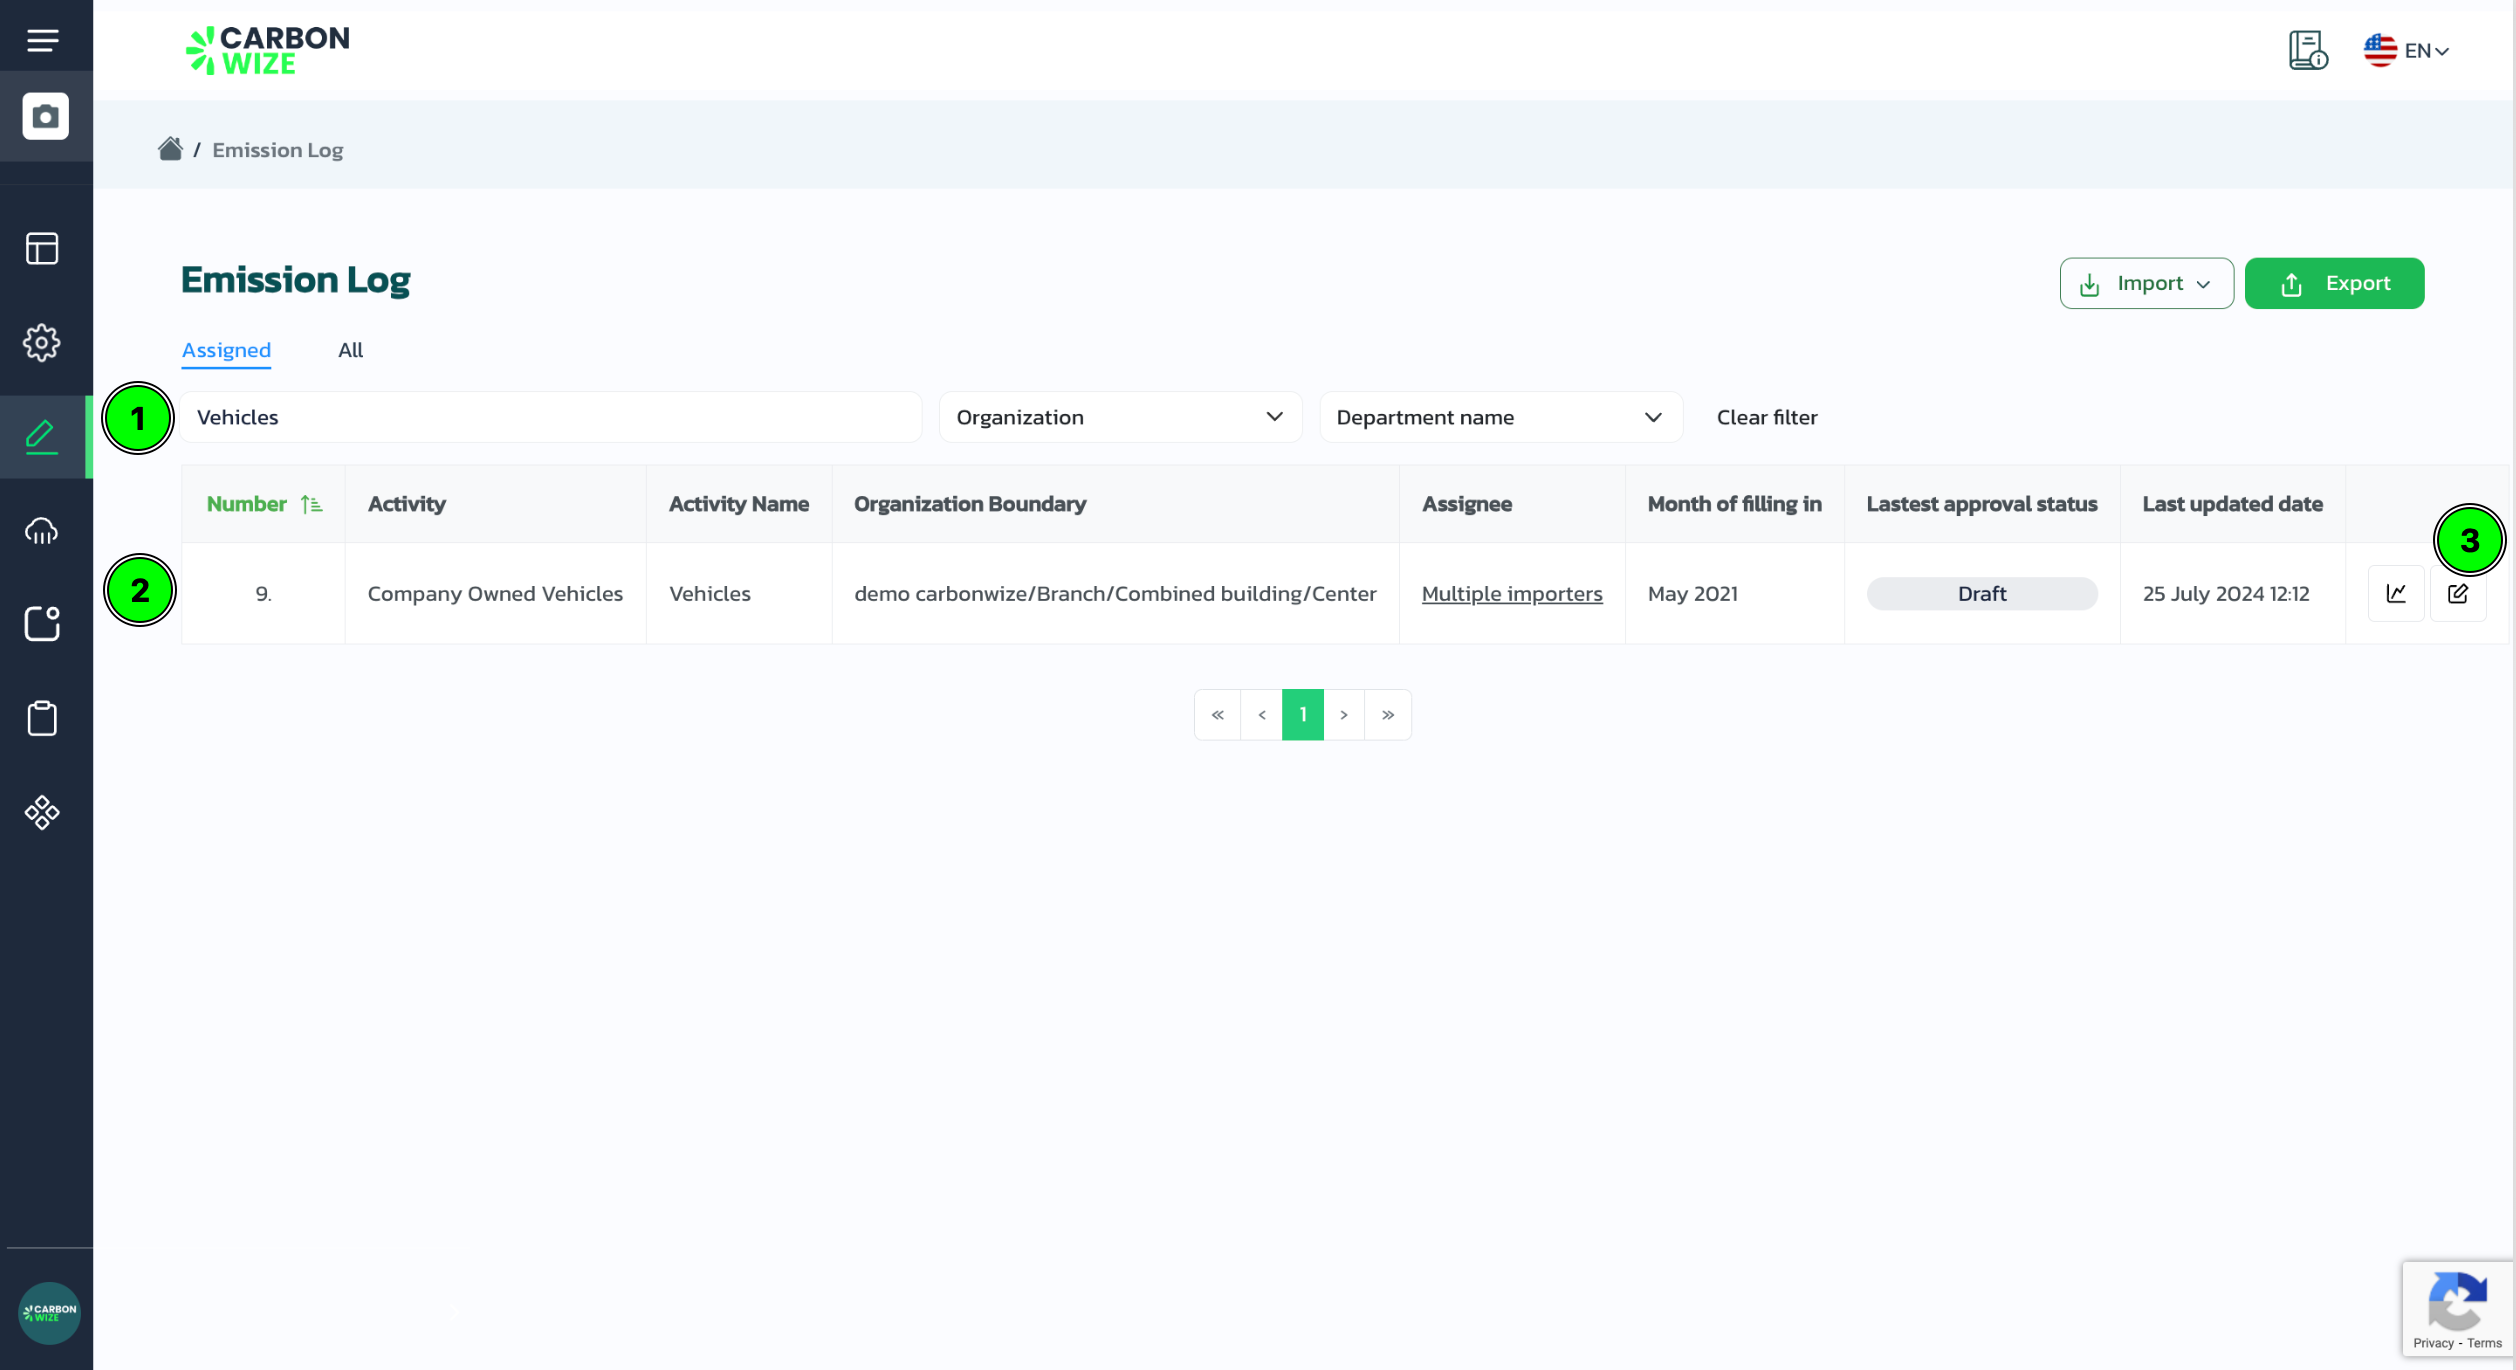 CARBON
WIZE
EN
/ Emission Log
Emission Log
Import
Export
Assigned
All
1
Vehicles
Organization
Department name
Clear filter
Number
Activity
Activity Name
Organization Boundary
Assignee
Month of filling in
Lastest approval status
Last updated date
3
2
9.
Company Owned Vehicles
Vehicles
demo carbonwize/Branch/Combined building/Center
Multiple importers
May 2021
Draft
25 July 2024 12:12
« < 1 > »
CARBON
WIZE
Privacy - Terms